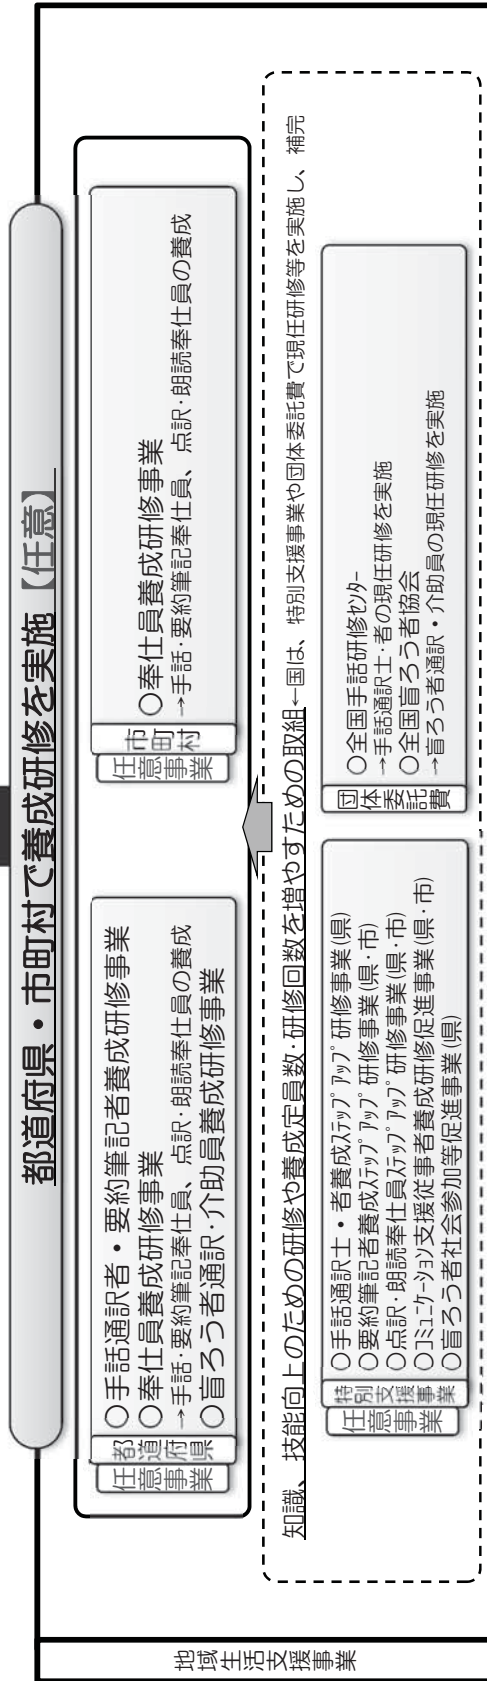 都道府県・市町村で養成研修を実施【任意】
地域生活支援事業
任意事業
都道府県
○手話通訳者・要約筆記者養成研修事業
○奉仕員養成研修事業
→手話・要約筆記奉仕員、点訳・朗読奉仕員の養成
○盲ろう者通訳・介助員養成研修事業
任意事業
市町村
○奉仕員養成研修事業
→手話・要約筆記奉仕員、点訳・朗読奉仕員の養成
知識、技能向上のための研修や養成定員数・研修回数を増やすための取組←国は、特別支援事業や団体委託費で現任研修等を実施し、補完
任意事業
特別支援事業
○手話通訳士・者養成ｽﾃｯﾌﾟｱｯﾌﾟ研修事業(県)
○要約筆記者養成ｽﾃｯﾌﾟｱｯﾌﾟ研修事業(県・市)
○点訳・朗読奉仕員ｽﾃｯﾌﾟｱｯﾌﾟ研修事業(県・市)
○ｺﾐｭﾆｹｰｼｮﾝ支援従事者養成研修促進事業(県・市)
○盲ろう者社会参加等促進事業(県)
団体委託費
○全国手話研修ｾﾝﾀｰ
→手話通訳士・者の現任研修を実施
○全国盲ろう者協会
→盲ろう者通訳・介助員の現任研修を実施